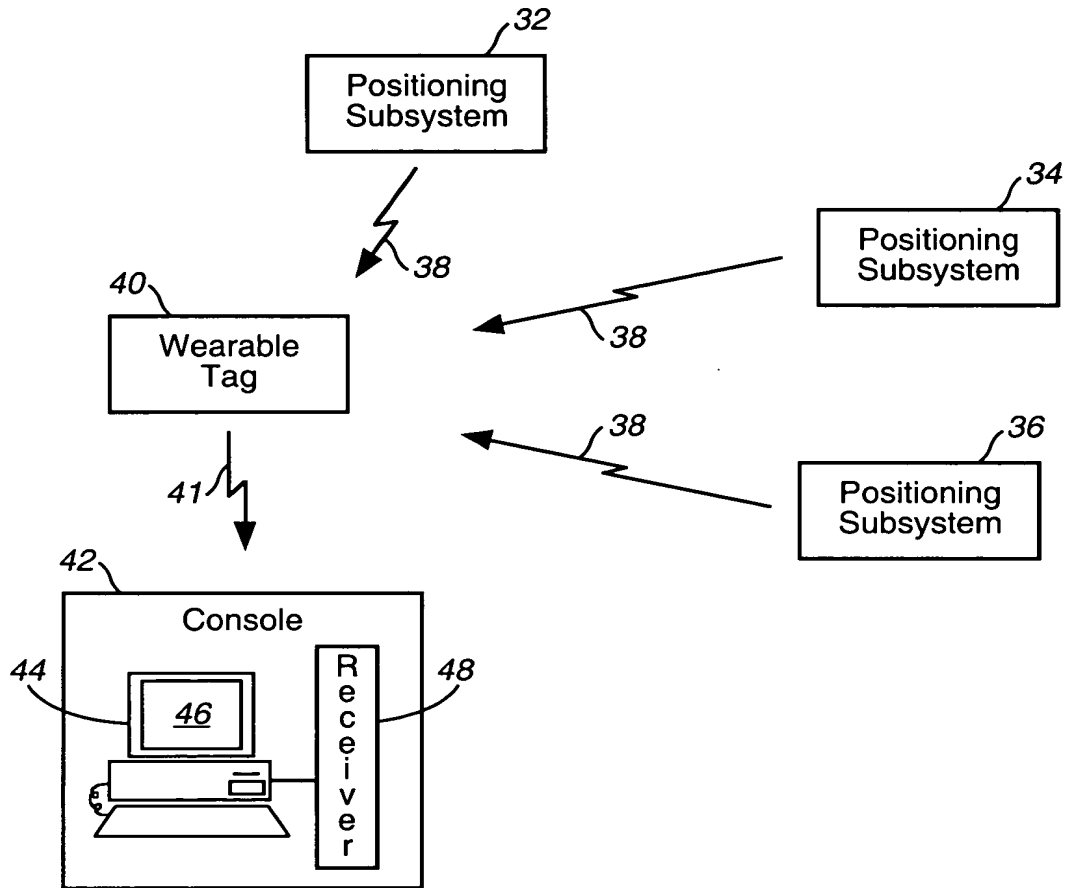 32
Positioning
Subsystem
34
Positioning
Subsystem
38
40
38
Wearable
Tag
38
36
Positioning
Subsystem
41
42
Console
44
46
Receiver
48